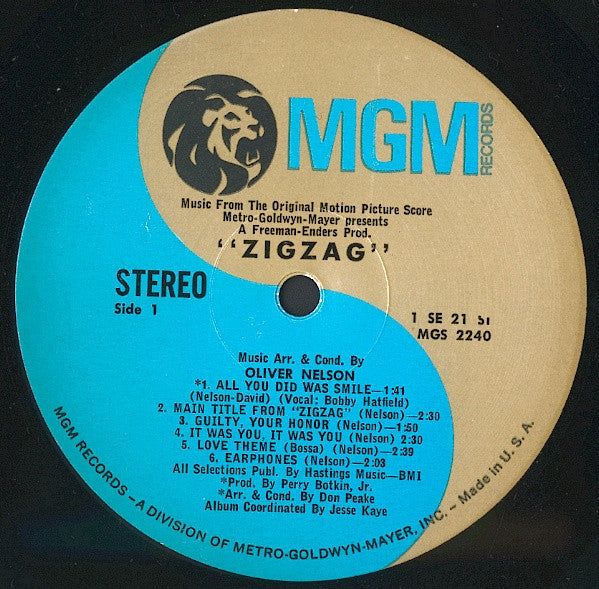 MGM
RECORDS
Music From The Original Motion Picture Score
Metro-Goldwyn-Mayer presents
A Freeman-Enders Prod.
"ZIGZAG"
STEREO
Side 1
1 SE 21 ST
MGS 2240
Music Arr. & Cond. By
OLIVER NELSON
*1. ALL YOU DID WAS SMILE—1:41
(Nelson-David) (Vocal: Bobby Hatfield)
2. MAIN TITLE FROM "ZIGZAG" (Nelson)—2:30
3. GUILTY, YOUR HONOR (Nelson)—1:50
4. IT WAS YOU, IT WAS YOU (Nelson) 2:30
5. LOVE THEME (Bossa) (Nelson)—2:39
6. EARPHONES (Nelson)—2:03
All Selections Publ. By Hastings Music—BMI
*Prod. By Perry Botkin, Jr.
*Arr. & Cond. By Don Peake
Album Coordinated By Jesse Kaye
MGM RECORDS – A DIVISION OF METRO-GOLDWYN-MAYER, INC. – Made in U. S. A.